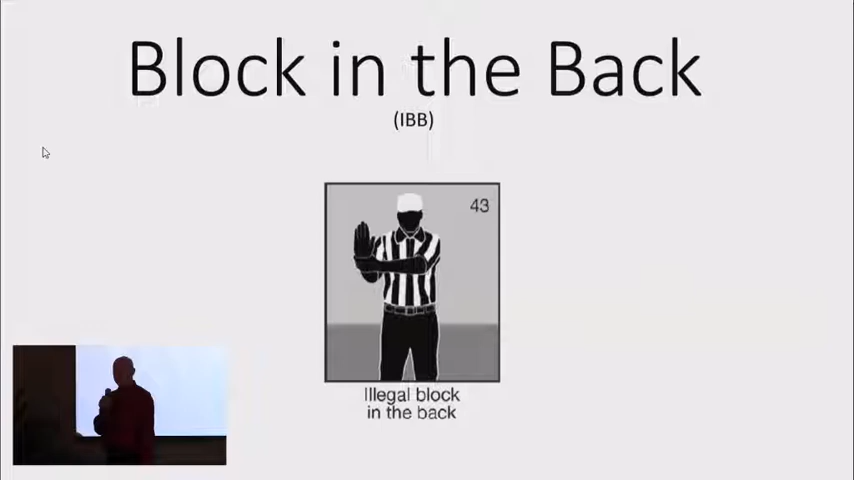 Block in the Back
(IBB)
43
Illegal block
in the back